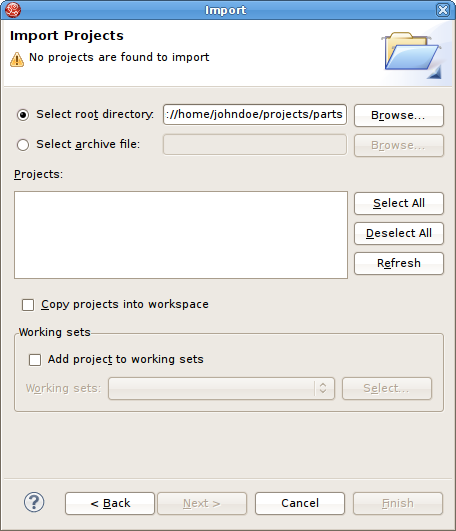 Import
Import Projects
No projects are found to import
Select root directory: ://home/johndoe/projects/parts Browse...
Select archive file: Browse...
Projects:
Select All
Deselect All
Refresh
Copy projects into workspace
Working sets
Add project to working sets
Working sets: Select...
? < Back Next > Cancel Finish